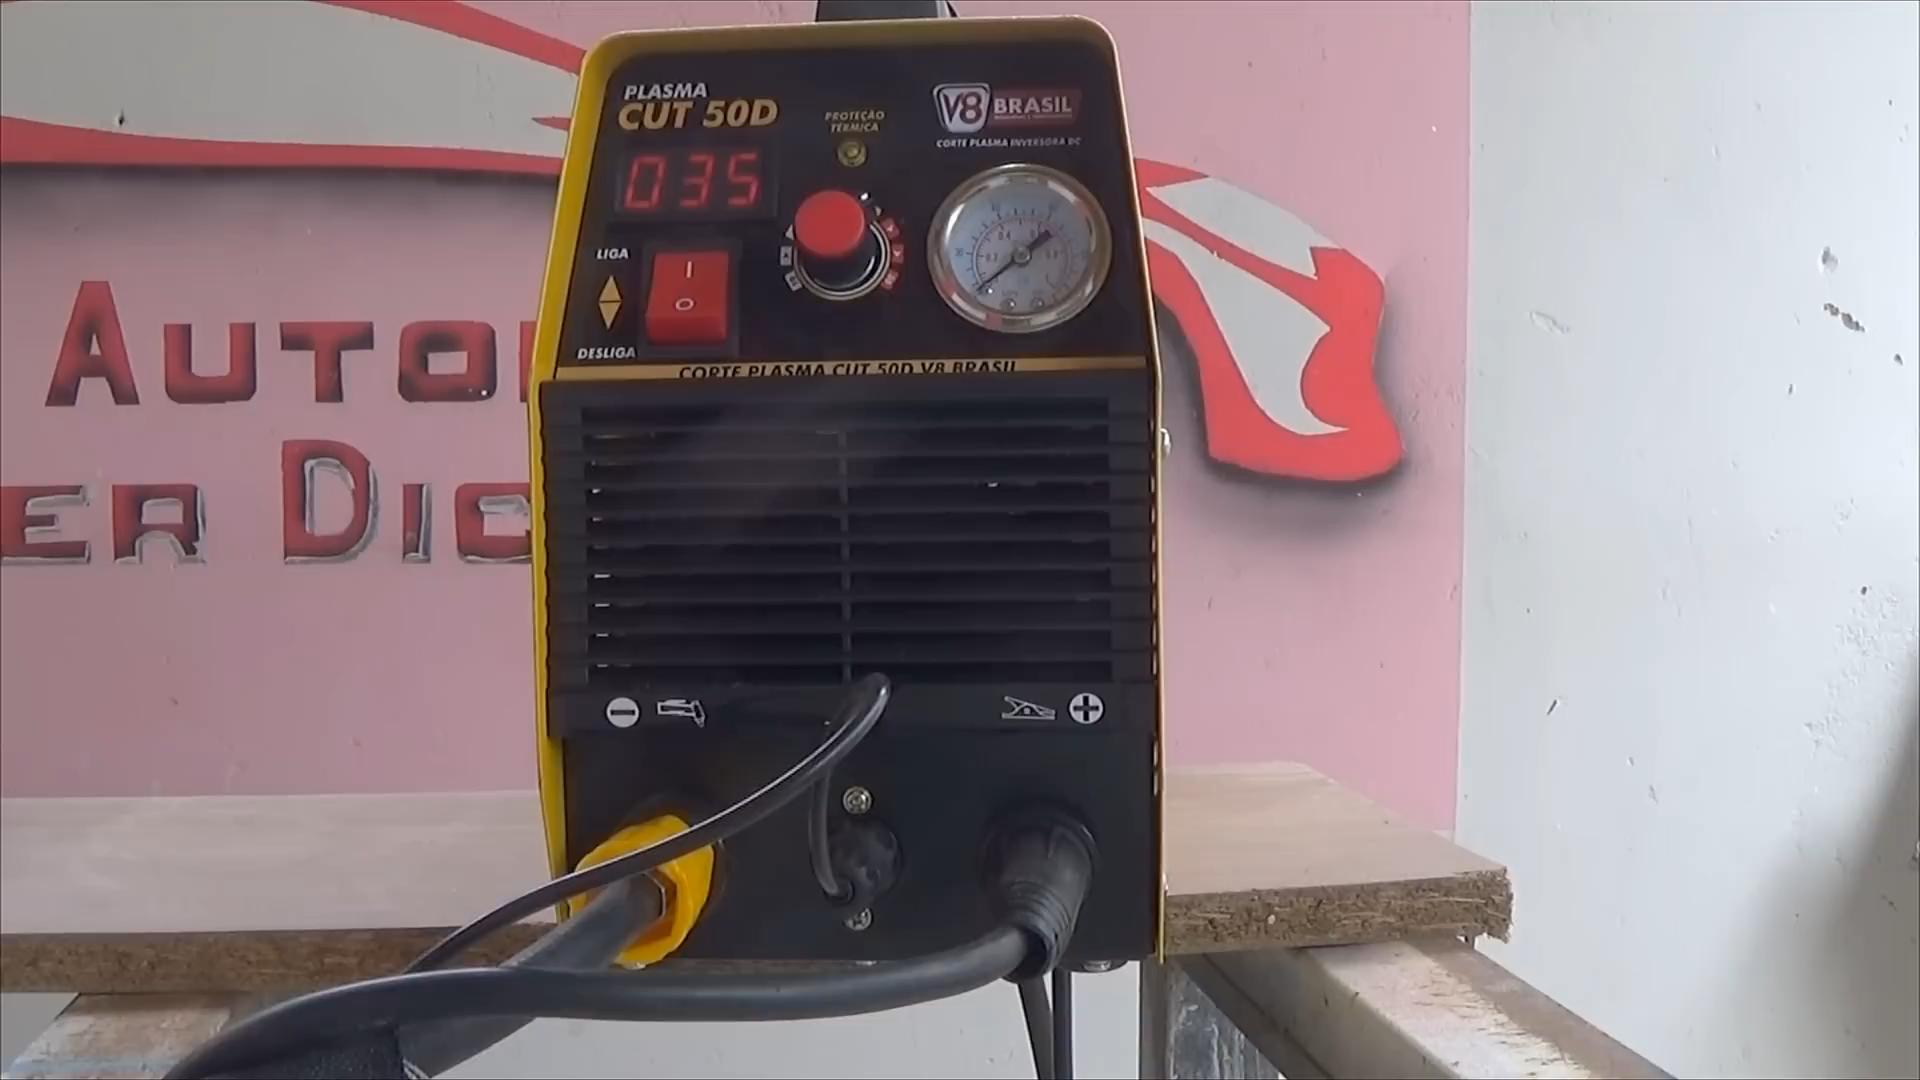 PLASMA
CUT 50D
PROTEÇÃO
TÉRMICA
V8 BRASIL
CORTE PLASMA INVERSORA DC
035
LIGA
I
O
DESLIGA
CORTE PLASMA CUT 50D V8 BRASIL
AUTO
ER DIC